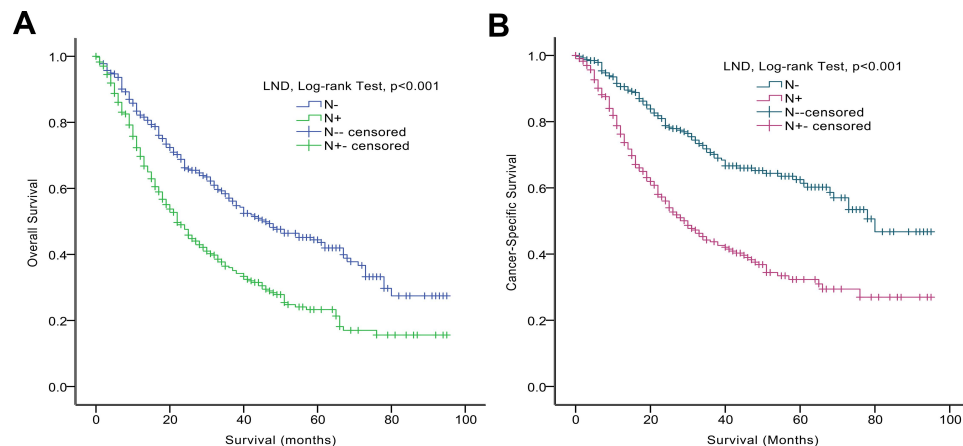 A
LND, Log-rank Test, p<0.001
N-
N+
N-- censored
N+- censored
Overall Survival
1.0
0.8
0.6
0.4
0.2
0.0
0 20 40 60 80 100
Survival (months)
B
LND, Log-rank Test, p<0.001
N-
N+
N--censored
N+- censored
Cancer-Specific Survival
1.0
0.8
0.6
0.4
0.2
0.0
0 20 40 60 80 100
Survival (months)